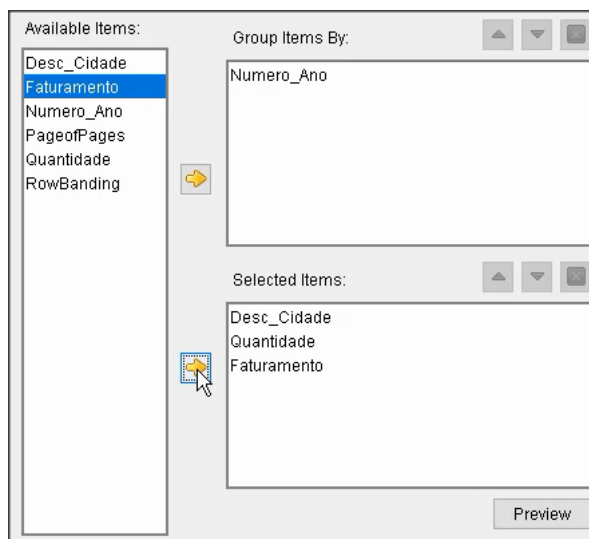 Available Items:
Desc_Cidade
Faturamento
Numero_Ano
PageofPages
Quantidade
RowBanding
Group Items By:
Numero_Ano
Selected Items:
Desc_Cidade
Quantidade
Faturamento
Preview